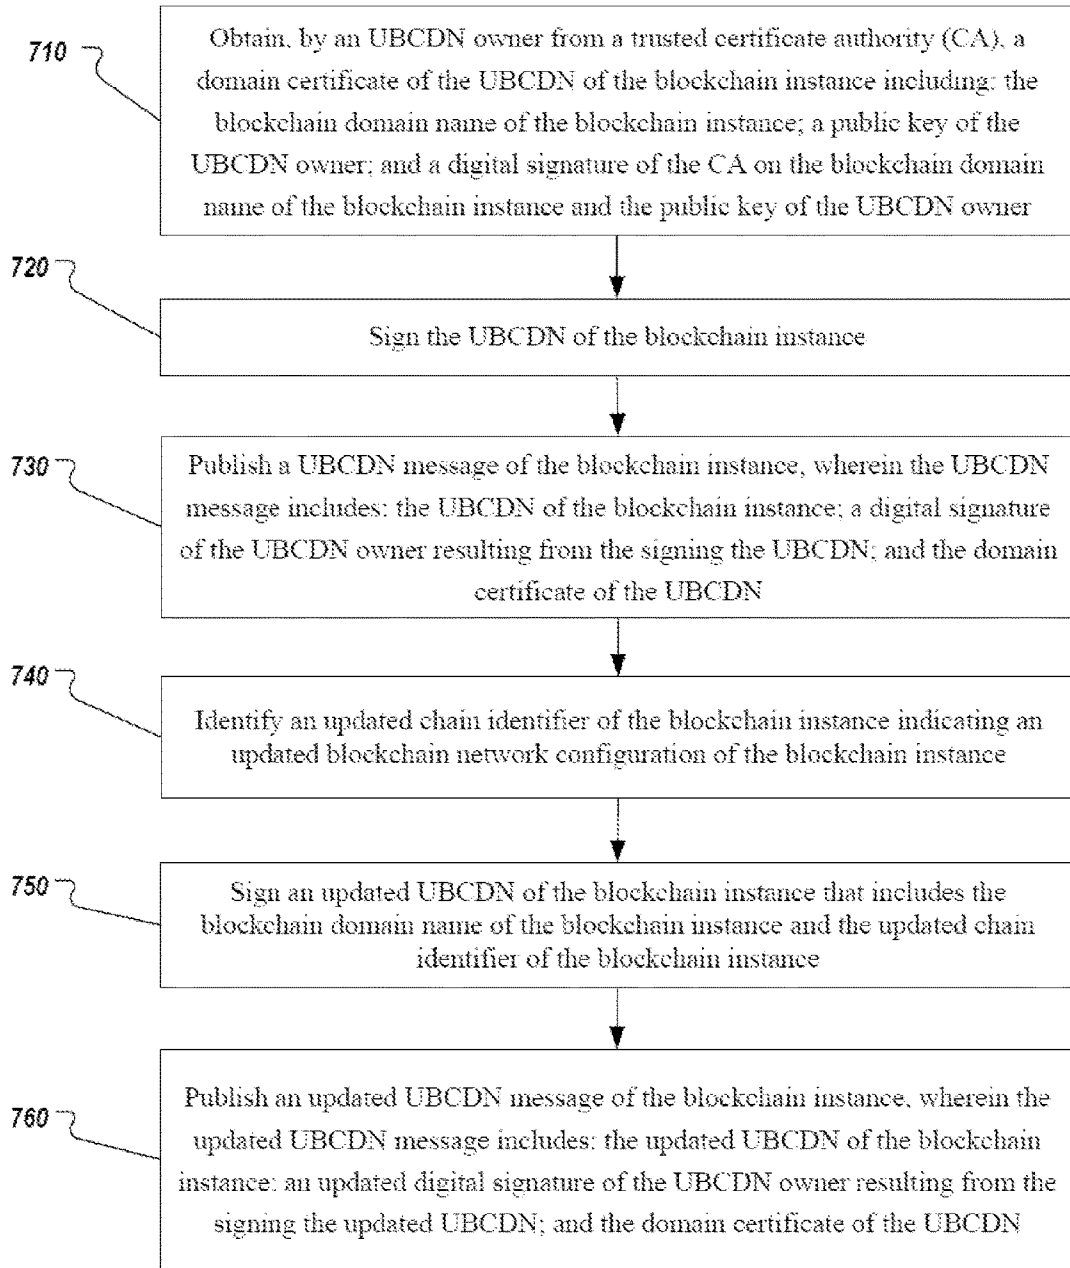 710
Obtain, by an UBCDN owner from a trusted certificate authority (CA), a
domain certificate of the UBCDN of the blockchain instance including: the
blockchain domain name of the blockchain instance; a public key of the
UBCDN owner; and a digital signature of the CA on the blockchain domain
name of the blockchain instance and the public key of the UBCDN owner
720
Sign the UBCDN of the blockchain instance
730
Publish a UBCDN message of the blockchain instance, wherein the UBCDN
message includes: the UBCDN of the blockchain instance; a digital signature
of the UBCDN owner resulting from the signing the UBCDN; and the domain
certificate of the UBCDN
740
Identify an updated chain identifier of the blockchain instance indicating an
updated blockchain network configuration of the blockchain instance
750
Sign an updated UBCDN of the blockchain instance that includes the
blockchain domain name of the blockchain instance and the updated chain
identifier of the blockchain instance
760
Publish an updated UBCDN message of the blockchain instance, wherein the
updated UBCDN message includes: the updated UBCDN of the blockchain
instance; an updated digital signature of the UBCDN owner resulting from the
signing the updated UBCDN; and the domain certificate of the UBCDN